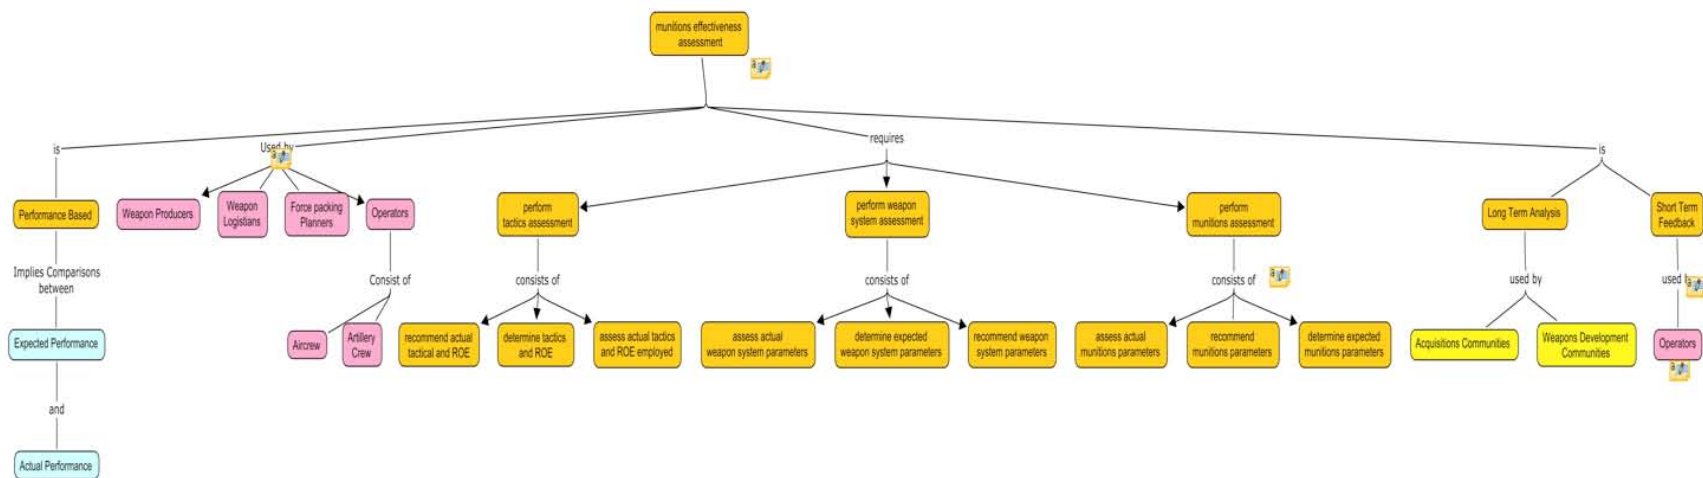 munitions effectiveness
assessment
is
Used by
requires
is
Performance Based
Weapon Producers
Weapon
Logistians
Force packing
Planners
Operators
perform
tactics assessment
perform weapon
system assessment
perform
munitions assessment
Long Term Analysis
Short Term
Feedback
Implies Comparisons
between
Consist of
consists of
consists of
consists of
used by
used
Expected Performance
Aircrew
Artillery
Crew
recommend actual
tactical and ROE
determine tactics
and ROE
assess actual tactics
and ROE employed
assess actual
weapon system parameters
determine expected
weapon system parameters
recommend weapon
system parameters
assess actual
munitions parameters
recommend
munitions parameters
determine expected
munitions parameters
Acquisitions Communities
Weapons Development
Communities
Operators
and
Actual Performance